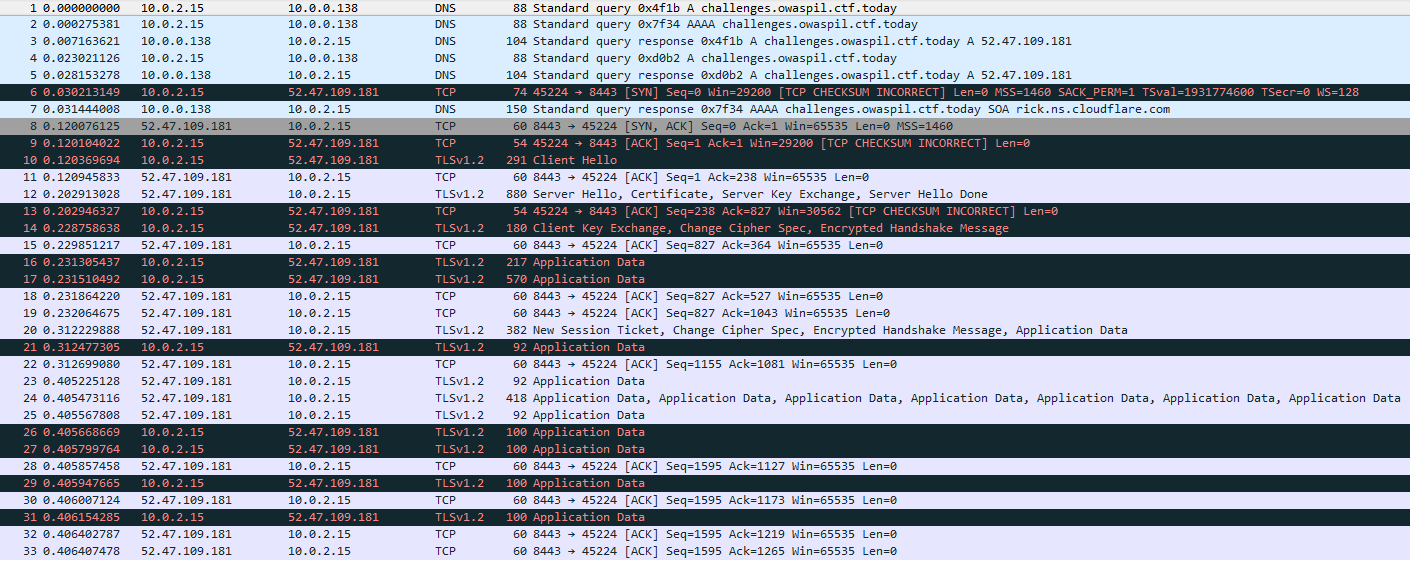 1 0.000000000 10.0.2.15 10.0.0.138 DNS 88 Standard query 0x4f1b A challenges.owaspil.ctf.today
2 0.000275381 10.0.2.15 10.0.0.138 DNS 88 Standard query 0x7f34 AAAA challenges.owaspil.ctf.today
3 0.007163621 10.0.0.138 10.0.2.15 DNS 104 Standard query response 0x4f1b A challenges.owaspil.ctf.today A 52.47.109.181
4 0.023021126 10.0.2.15 10.0.0.138 DNS 88 Standard query 0xd0b2 A challenges.owaspil.ctf.today
5 0.028153278 10.0.0.138 10.0.2.15 DNS 104 Standard query response 0xd0b2 A challenges.owaspil.ctf.today A 52.47.109.181
6 0.030213149 10.0.2.15 52.47.109.181 TCP 74 45224 → 8443 [SYN] Seq=0 Win=29200 [TCP CHECKSUM INCORRECT] Len=0 MSS=1460 SACK_PERM=1 TSval=1931774600 TSecr=0 WS=128
7 0.031444008 10.0.0.138 10.0.2.15 DNS 150 Standard query response 0x7f34 AAAA challenges.owaspil.ctf.today SOA rick.ns.cloudflare.com
8 0.120076125 52.47.109.181 10.0.2.15 TCP 60 8443 → 45224 [SYN, ACK] Seq=0 Ack=1 Win=65535 Len=0 MSS=1460
9 0.120104022 10.0.2.15 52.47.109.181 TCP 54 45224 → 8443 [ACK] Seq=1 Ack=1 Win=29200 [TCP CHECKSUM INCORRECT] Len=0
10 0.120369694 10.0.2.15 52.47.109.181 TLSv1.2 291 Client Hello
11 0.120945833 52.47.109.181 10.0.2.15 TCP 60 8443 → 45224 [ACK] Seq=1 Ack=238 Win=65535 Len=0
12 0.202913028 52.47.109.181 10.0.2.15 TLSv1.2 880 Server Hello, Certificate, Server Key Exchange, Server Hello Done
13 0.202946327 10.0.2.15 52.47.109.181 TCP 54 45224 → 8443 [ACK] Seq=238 Ack=827 Win=30562 [TCP CHECKSUM INCORRECT] Len=0
14 0.228758638 10.0.2.15 52.47.109.181 TLSv1.2 180 Client Key Exchange, Change Cipher Spec, Encrypted Handshake Message
15 0.229851217 52.47.109.181 10.0.2.15 TCP 60 8443 → 45224 [ACK] Seq=827 Ack=364 Win=65535 Len=0
16 0.231305437 10.0.2.15 52.47.109.181 TLSv1.2 217 Application Data
17 0.231510492 10.0.2.15 52.47.109.181 TLSv1.2 570 Application Data
18 0.231864220 52.47.109.181 10.0.2.15 TCP 60 8443 → 45224 [ACK] Seq=827 Ack=527 Win=65535 Len=0
19 0.232064675 52.47.109.181 10.0.2.15 TCP 60 8443 → 45224 [ACK] Seq=827 Ack=1043 Win=65535 Len=0
20 0.312229888 52.47.109.181 10.0.2.15 TLSv1.2 382 New Session Ticket, Change Cipher Spec, Encrypted Handshake Message, Application Data
21 0.312477305 10.0.2.15 52.47.109.181 TLSv1.2 92 Application Data
22 0.312699080 52.47.109.181 10.0.2.15 TCP 60 8443 → 45224 [ACK] Seq=1155 Ack=1081 Win=65535 Len=0
23 0.405225128 52.47.109.181 10.0.2.15 TLSv1.2 92 Application Data
24 0.405473116 52.47.109.181 10.0.2.15 TLSv1.2 418 Application Data, Application Data, Application Data, Application Data, Application Data, Application Data, Application Data
25 0.405567808 52.47.109.181 10.0.2.15 TLSv1.2 92 Application Data
26 0.405668669 10.0.2.15 52.47.109.181 TLSv1.2 100 Application Data
27 0.405799764 10.0.2.15 52.47.109.181 TLSv1.2 100 Application Data
28 0.405857458 52.47.109.181 10.0.2.15 TCP 60 8443 → 45224 [ACK] Seq=1595 Ack=1127 Win=65535 Len=0
29 0.405947665 10.0.2.15 52.47.109.181 TLSv1.2 100 Application Data
30 0.406007124 52.47.109.181 10.0.2.15 TCP 60 8443 → 45224 [ACK] Seq=1595 Ack=1173 Win=65535 Len=0
31 0.406154285 10.0.2.15 52.47.109.181 TLSv1.2 100 Application Data
32 0.406402787 52.47.109.181 10.0.2.15 TCP 60 8443 → 45224 [ACK] Seq=1595 Ack=1219 Win=65535 Len=0
33 0.406407478 52.47.109.181 10.0.2.15 TCP 60 8443 → 45224 [ACK] Seq=1595 Ack=1265 Win=65535 Len=0